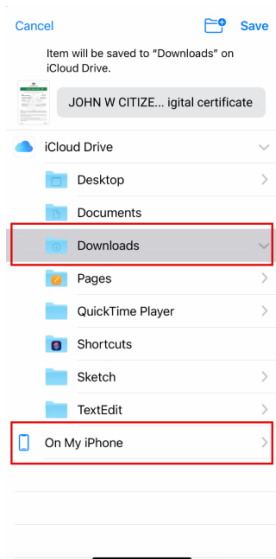 Cancel
Save
Item will be saved to “Downloads” on
iCloud Drive.
JOHN W CITIZE... igital certificate
iCloud Drive
Desktop
Documents
Downloads
Pages
QuickTime Player
Shortcuts
Sketch
TextEdit
On My iPhone